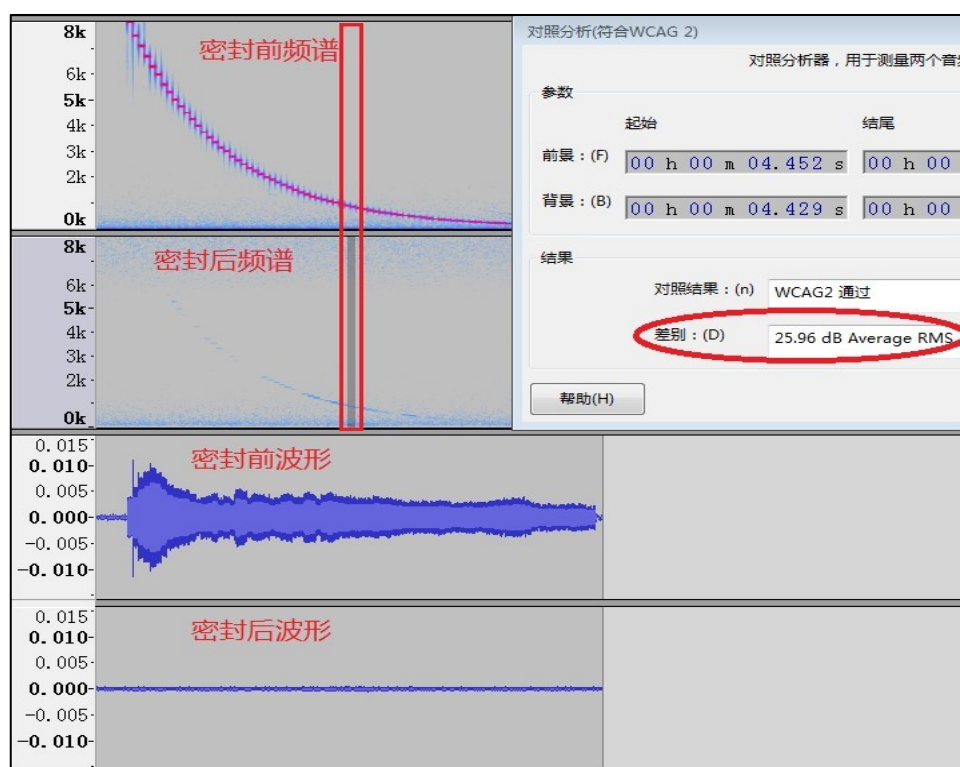 8k
6k
5k
4k
3k
2k
0k
密封前频谱
8k
6k
5k
4k
3k
2k
0k
密封后频谱
对照分析(符合WCAG 2)
对照分析器，用于测量两个音频
参数
起始 结尾
前景：(F) 00 h 00 m 04.452 s 00 h 00
背景：(B) 00 h 00 m 04.429 s 00 h 00
结果
对照结果：(n) WCAG2 通过
差别：(D) 25.96 dB Average RMS
帮助(H)
0.015
0.010
0.005
0.000
-0.005
-0.010
密封前波形
0.015
0.010
0.005
0.000
-0.005
-0.010
密封后波形